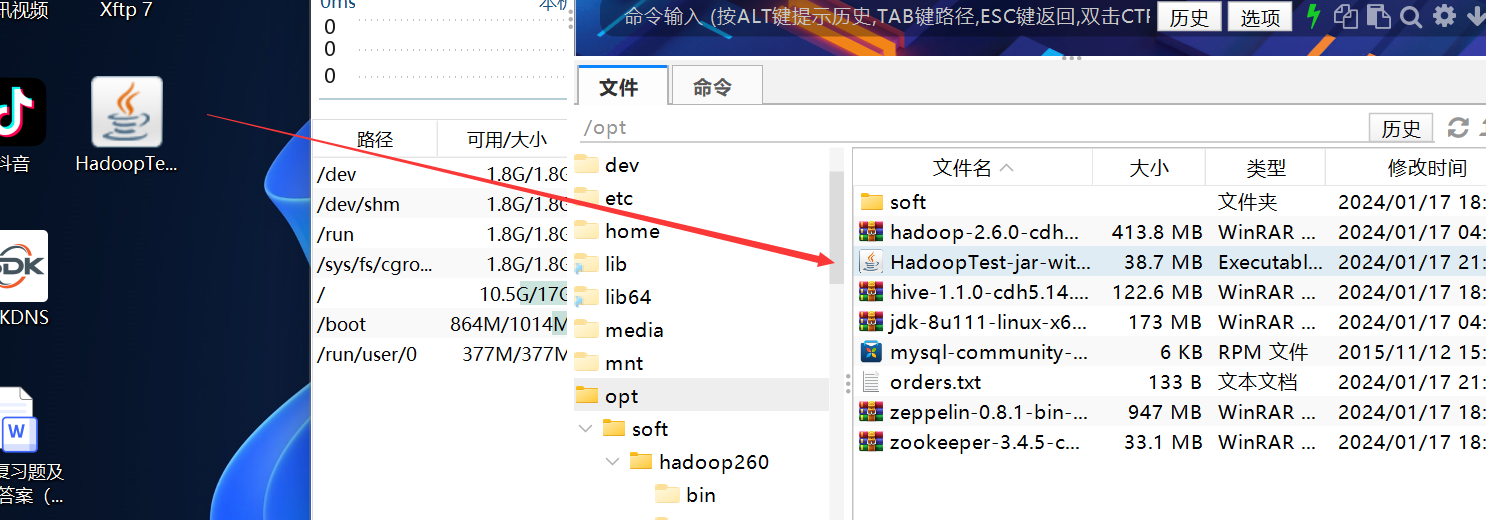 讯视频
Xftp 7
抖音
HadoopTe...
DK
KDNS
W
复习题及
答案（...
0ms
本机
0
0
0
路径 可用/大小
/dev 1.8G/1.8G
/dev/shm 1.8G/1.8G
/run 1.8G/1.8G
/sys/fs/cgro... 1.8G/1.8G
/ 10.5G/17G
/boot 864M/1014M
/run/user/0 377M/377M
命令输入 (按ALT键提示历史,TAB键路径,ESC键返回,双击CTR 历史 选项
文件 命令
/opt 历史
dev
etc
home
lib
lib64
media
mnt
opt
soft
hadoop260
bin
文件名 大小 类型 修改时间
soft 文件夹 2024/01/17 18:
hadoop-2.6.0-cdh... 413.8 MB WinRAR ... 2024/01/17 04:
HadoopTest-jar-wit... 38.7 MB Executabl... 2024/01/17 21:
hive-1.1.0-cdh5.14.... 122.6 MB WinRAR ... 2024/01/17 18:
jdk-8u111-linux-x6... 173 MB WinRAR ... 2024/01/17 04:
mysql-community-... 6 KB RPM 文件 2015/11/12 15:
orders.txt 133 B 文本文档 2024/01/17 21:
zeppelin-0.8.1-bin-... 947 MB WinRAR ... 2024/01/17 18:
zookeeper-3.4.5-c... 33.1 MB WinRAR ... 2024/01/17 18: